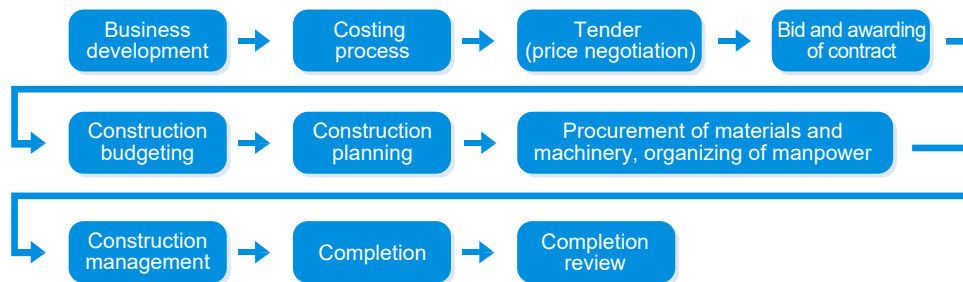 Business
development
Costing
process
Tender
(price negotiation)
Bid and awarding
of contract
Construction
budgeting
Construction
planning
Procurement of materials and
machinery, organizing of manpower
Construction
management
Completion
Completion
review